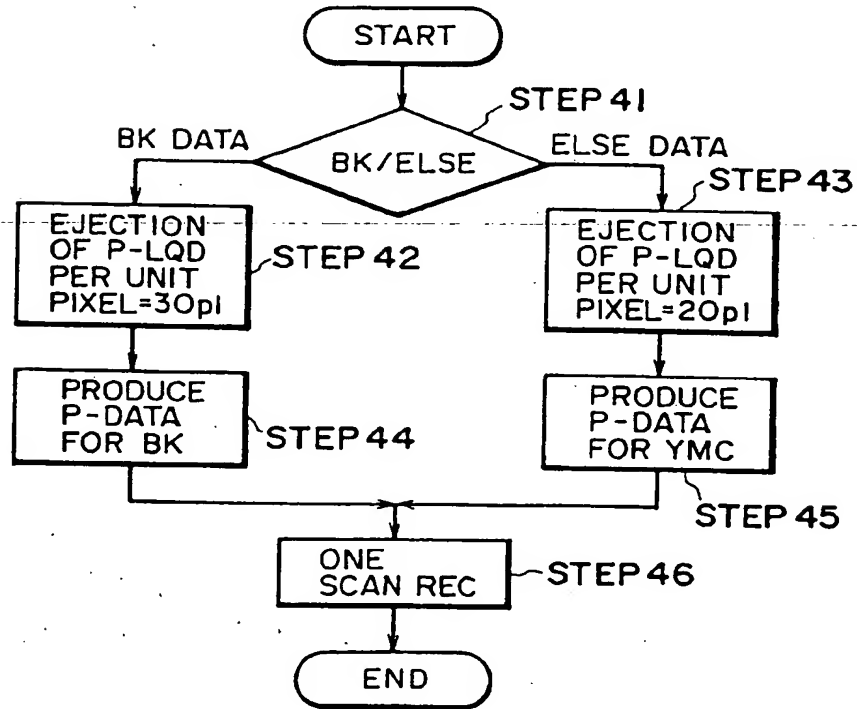 START
STEP 41
BK DATA
BK/ELSE
ELSE DATA
STEP 43
EJECTION
OF P-LQD
PER UNIT
PIXEL=30pl
STEP 42
EJECTION
OF P-LQD
PER UNIT
PIXEL=20pl
PRODUCE
P-DATA
FOR BK
STEP 44
PRODUCE
P-DATA
FOR YMC
STEP 45
ONE
SCAN REC
STEP 46
END